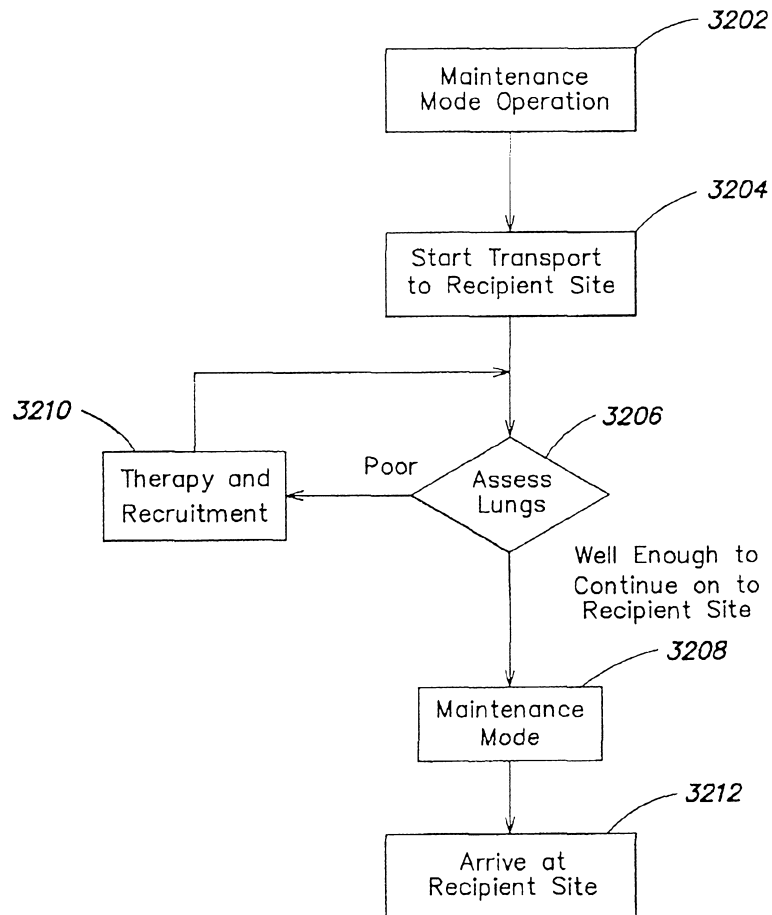 3202
Maintenance
Mode Operation
3204
Start Transport
to Recipient Site
3210
3206
Therapy and
Recruitment
Poor
Assess
Lungs
Well Enough to
Continue on to
Recipient Site
3208
Maintenance
Mode
3212
Arrive at
Recipient Site